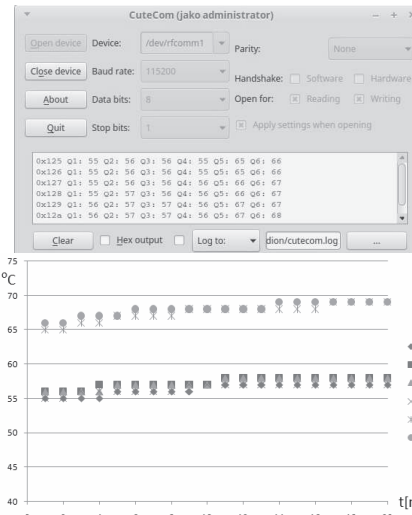 CuteCom (jako administrator)
Open device Device: /dev/rfcomm1 Parity: None
Close device Baud rate: 115200 Handshake: Software Hardware
About Data bits: 8 Open for: Reading Writing
Quit Stop bits: 1 Apply settings when opening
0x125 Q1: 55 Q2: 56 Q3: 56 Q4: 55 Q5: 65 Q6: 66
0x126 Q1: 55 Q2: 56 Q3: 56 Q4: 55 Q5: 65 Q6: 66
0x127 Q1: 55 Q2: 56 Q3: 56 Q4: 55 Q5: 66 Q6: 67
0x128 Q1: 55 Q2: 57 Q3: 56 Q4: 56 Q5: 66 Q6: 67
0x129 Q1: 56 Q2: 57 Q3: 57 Q4: 56 Q5: 67 Q6: 67
0x12a Q1: 56 Q2: 57 Q3: 57 Q4: 56 Q5: 67 Q6: 68
Clear Hex output Log to: dion/cutecom.log ...
75
°C
70
65
60
55
50
45
40